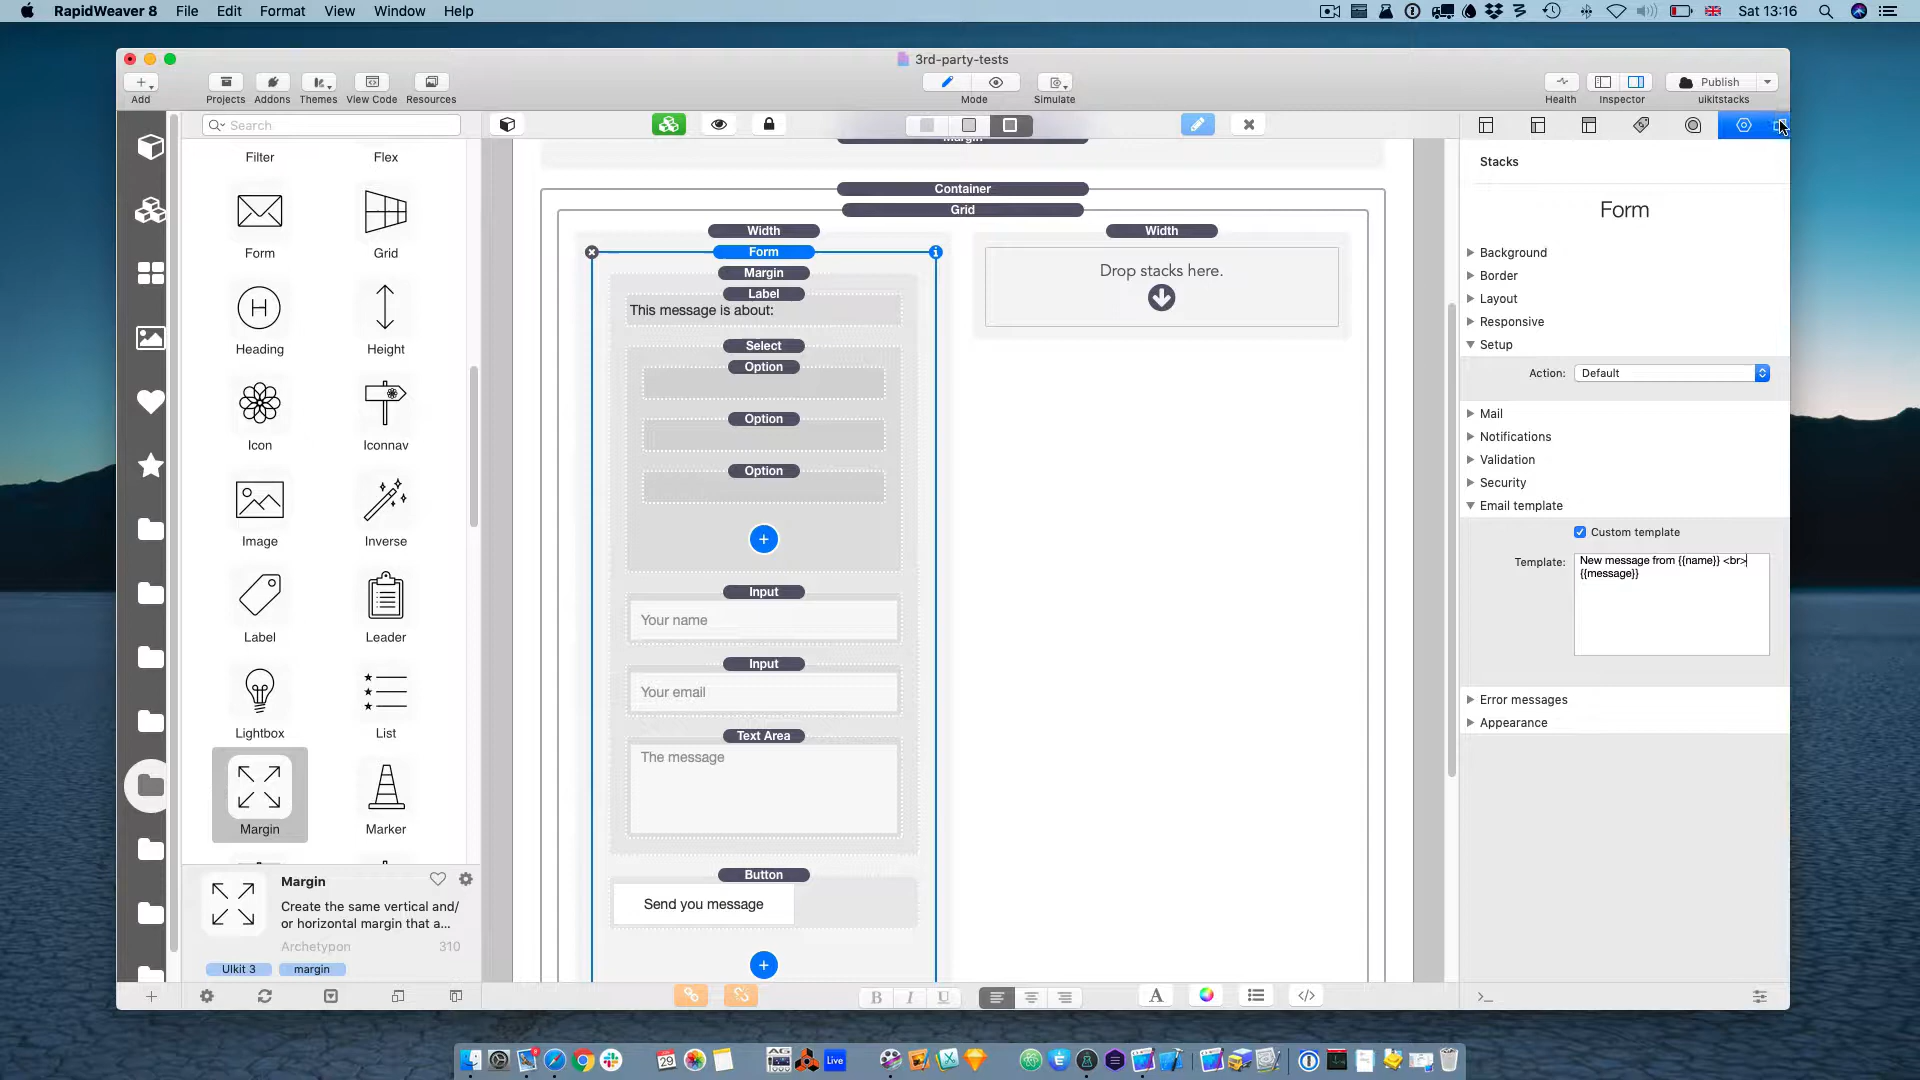 RapidWeaver 8 File Edit Format View Window Help Sat 13:16
3rd-party-tests
Add Projects Addons Themes View Code Resources Mode Simulate Health Inspector Publish
uikitstacks
Search
Filter Flex
Form Grid
Heading Height
Icon Iconnav
Image Inverse
Label Leader
Lightbox List
Margin Marker
Margin
Create the same vertical and/
or horizontal margin that a...
Archetypon 310
UIkit 3 margin
Margin
Container
Grid
Width Width
Form
Margin
Label
This message is about:
Drop stacks here.
Select
Option
Option
Option
Input
Your name
Input
Your email
Text Area
The message
Button
Send you message
B I U A </>
Stacks
Form
Background
Border
Layout
Responsive
Setup
Action: Default
Mail
Notifications
Validation
Security
Email template
Custom template
Template: New message from {{name}} <br>
{{message}}
Error messages
Appearance
Live